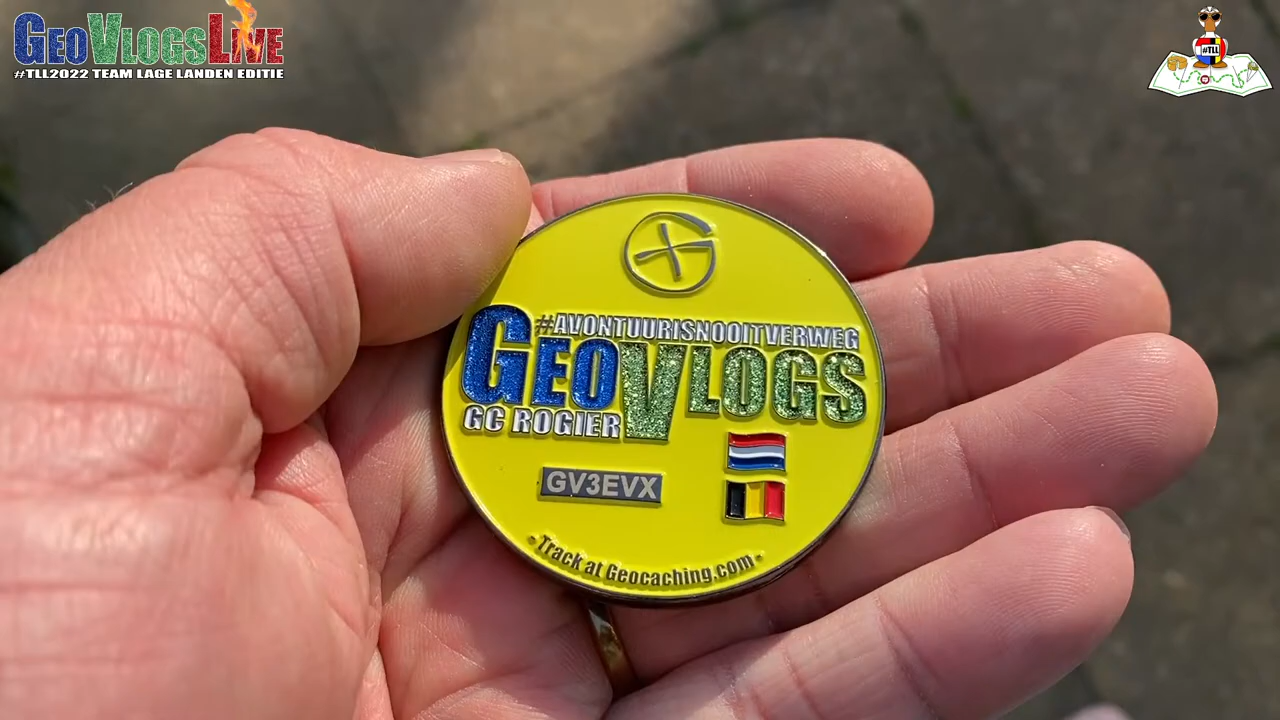 GEOVLOGSLIVE
#TLL2022 TEAM LAGE LANDEN EDITIE
#TLL
#AVONTUURISNOOITVERWEG
GEOVLOGS
GC ROGIER
GV3EVX
- Track at Geocaching.com -